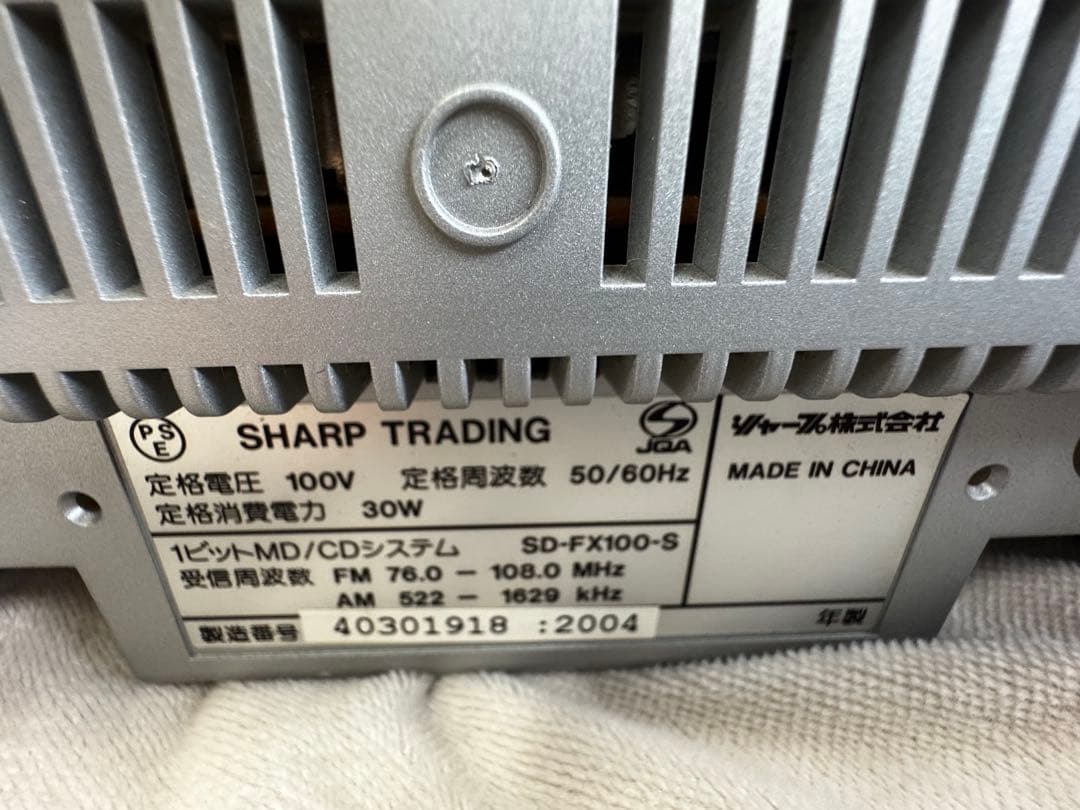 PSE SHARP TRADING JQA
定格電圧 100V 定格周波数 50/60Hz
定格消費電力 30W
1ビットMD/CDシステム SD-FX100-S
受信周波数 FM 76.0 - 108.0 MHz
AM 522 - 1629 kHz
製造番号 40301918 :2004 年製
シャープ株式会社
MADE IN CHINA